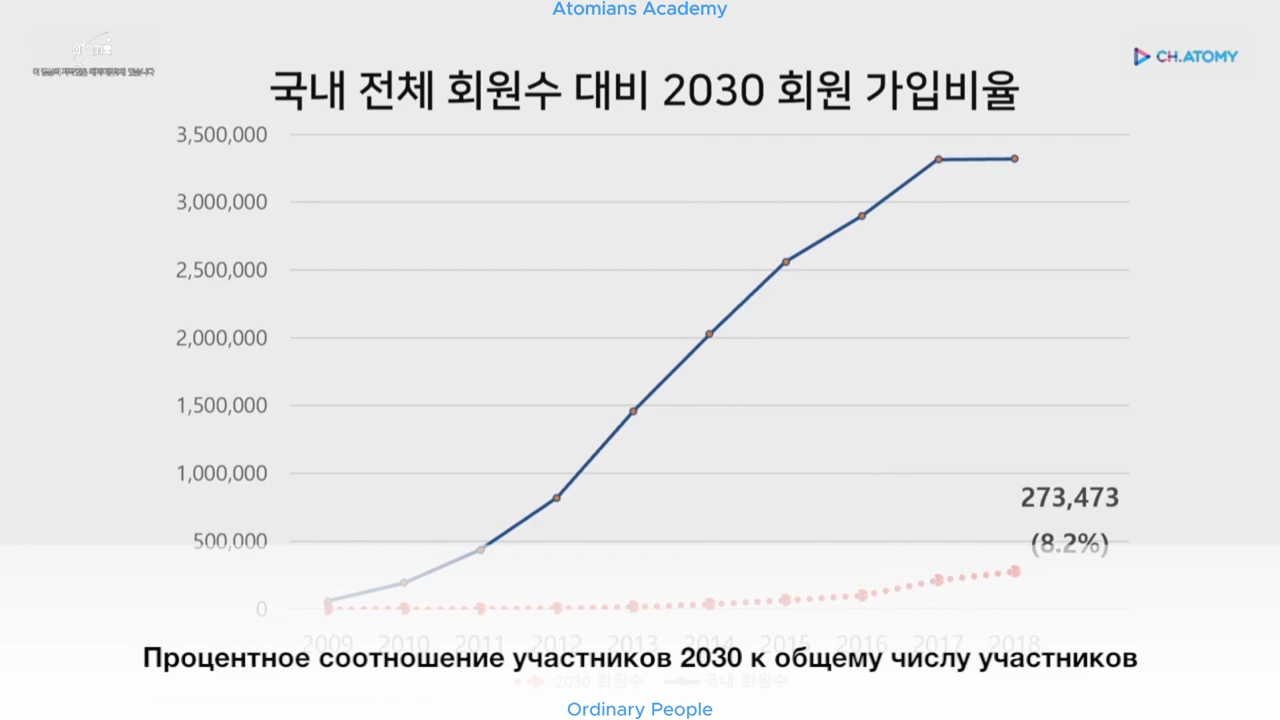 Atomians Academy
CH.ATOMY
국내 전체 회원수 대비 2030 회원 가입비율
3,500,000
3,000,000
2,500,000
2,000,000
1,500,000
1,000,000
500,000
0
273,473
(8.2%)
2009 2010 2011 2012 2013 2014 2015 2016 2017 2018
Процентное соотношение участников 2030 к общему числу участников
2030 회원수 국내 회원수
Ordinary People